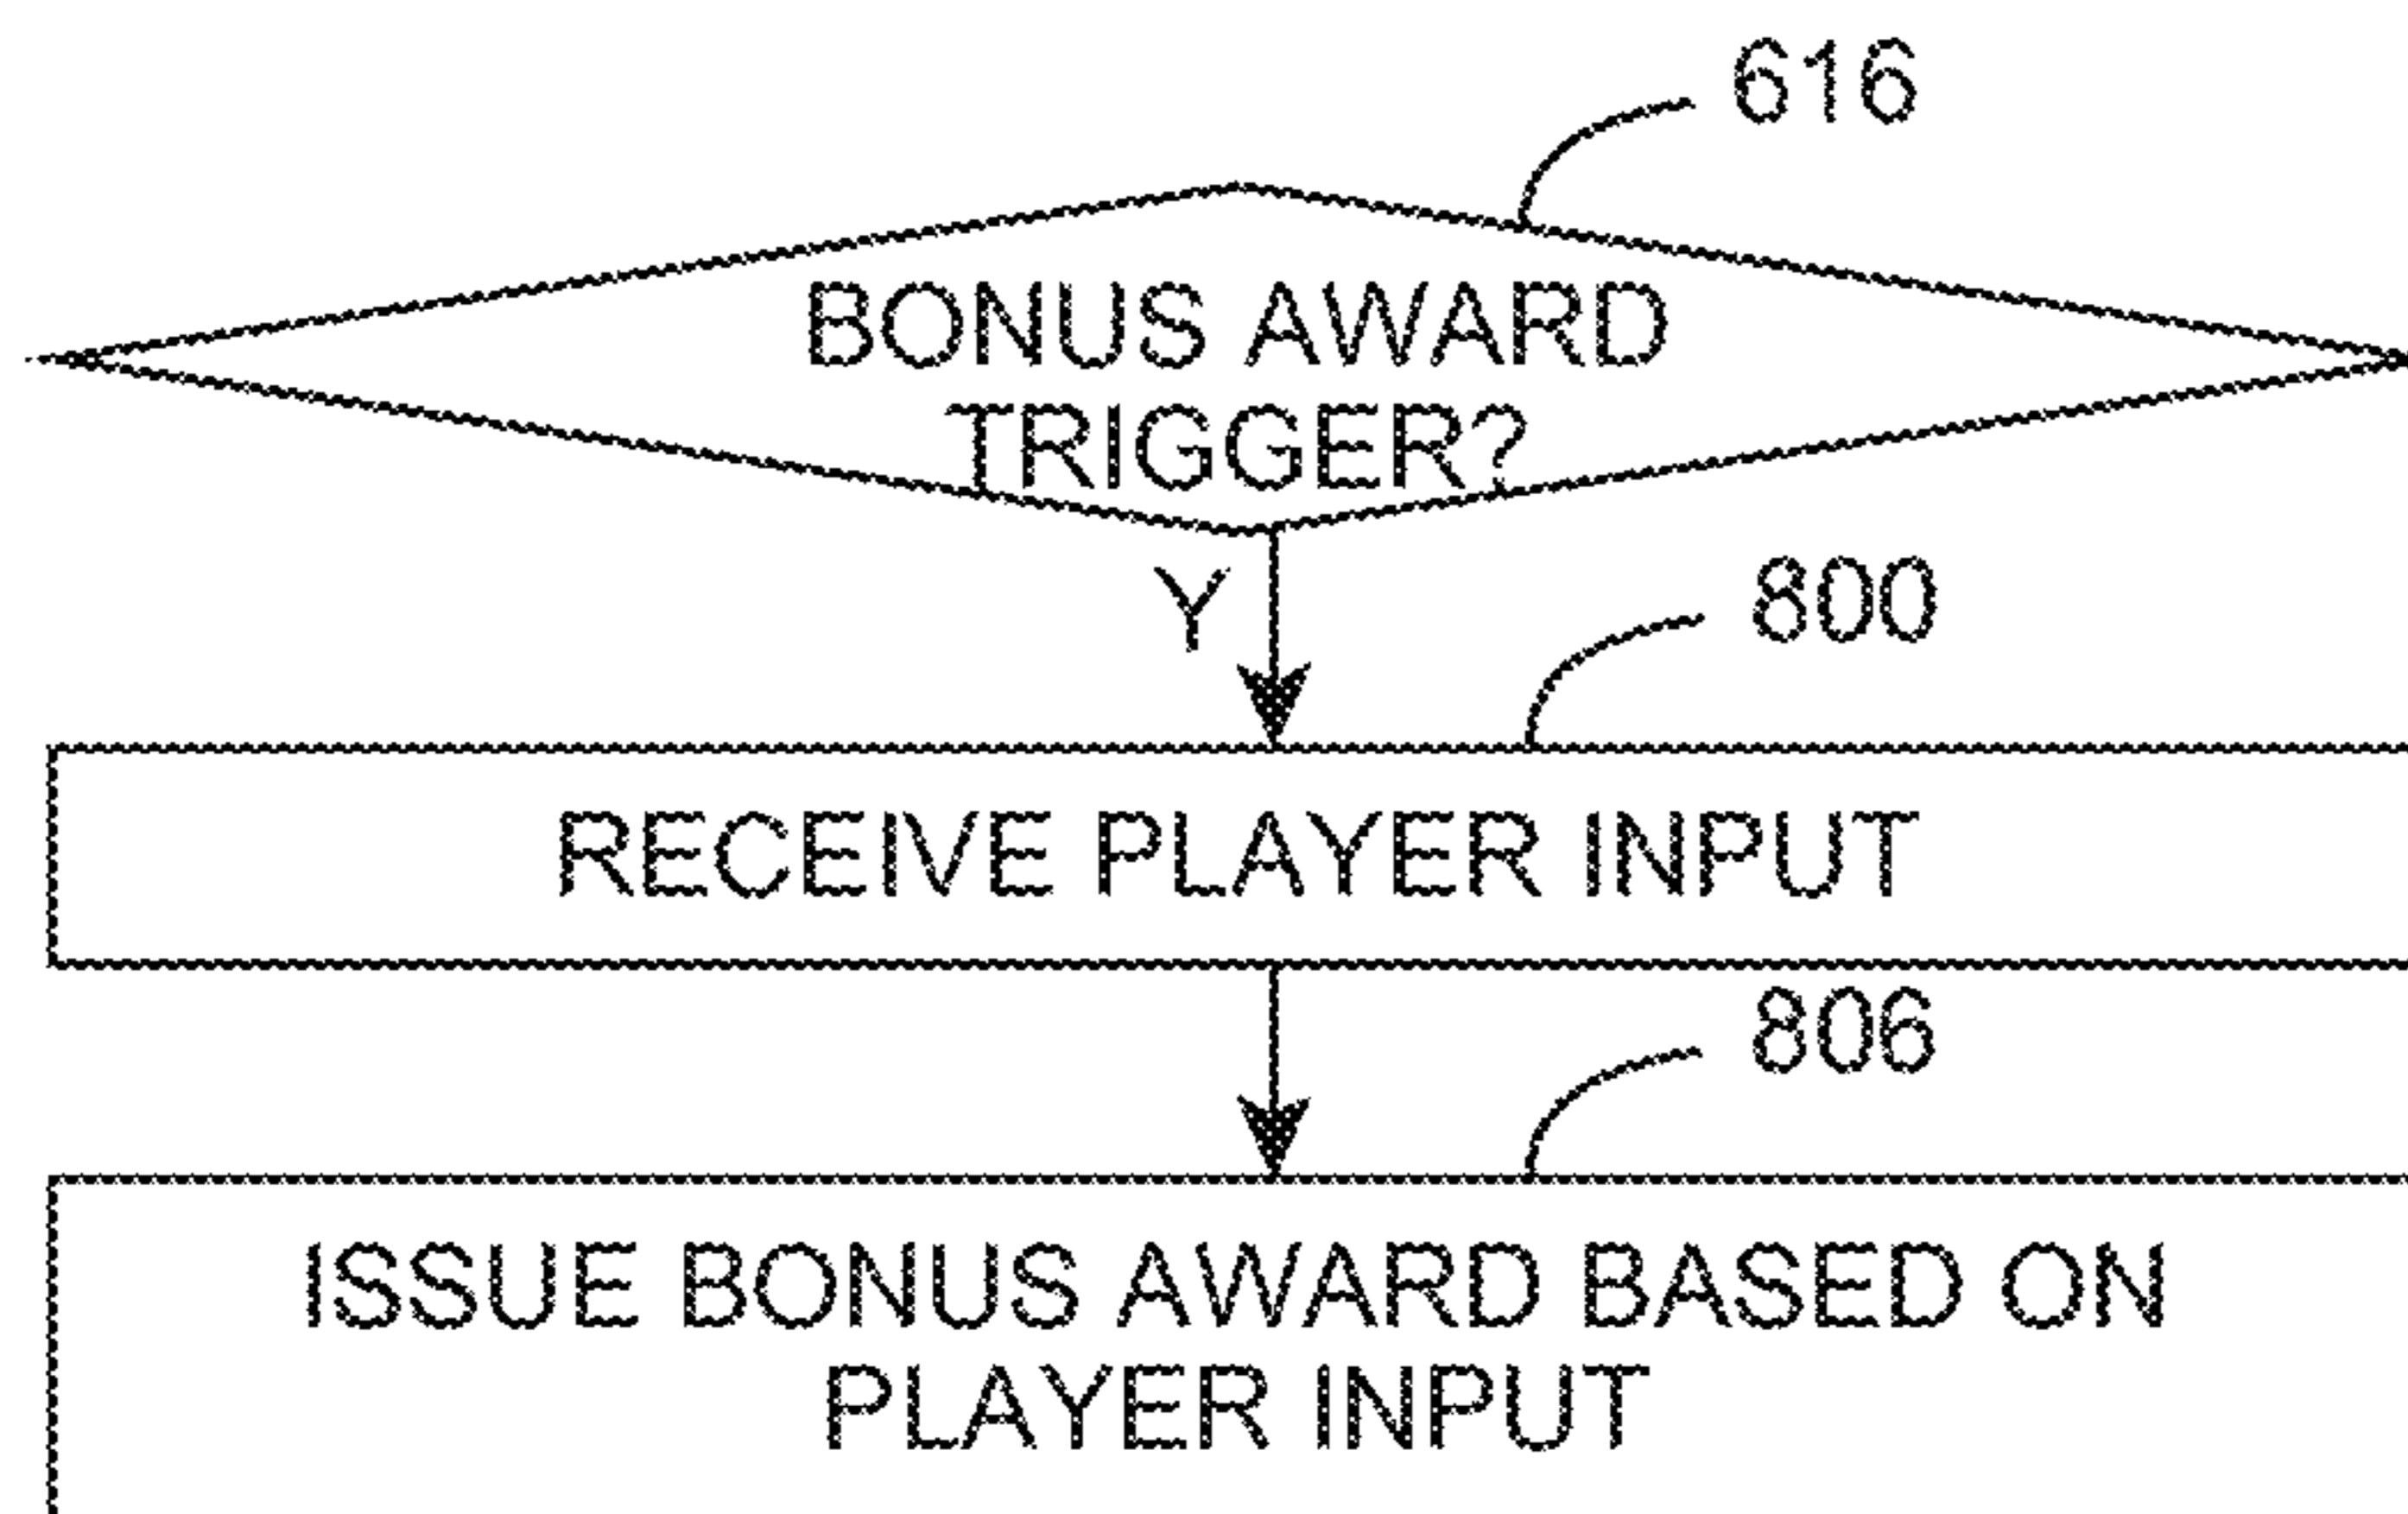 616
BONUS AWARD
TRIGGER?
Y
800
RECEIVE PLAYER INPUT
806
ISSUE BONUS AWARD BASED ON
PLAYER INPUT